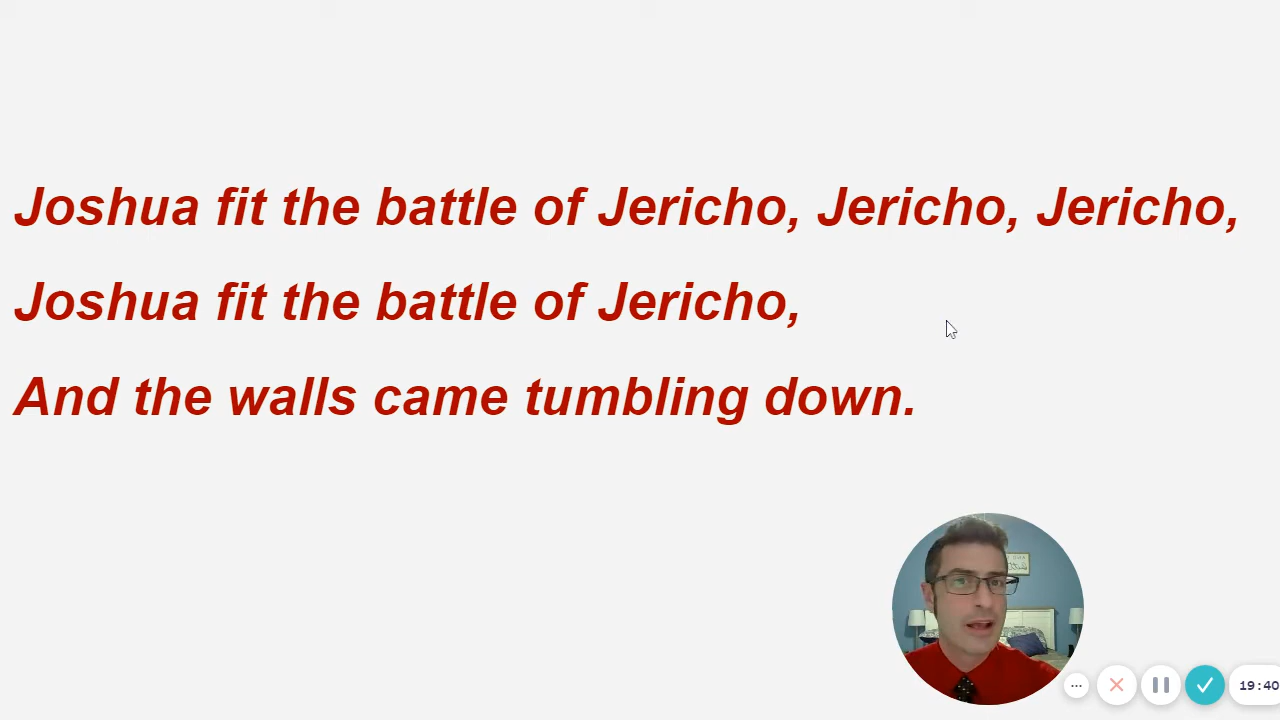 Joshua fit the battle of Jericho, Jericho, Jericho,
Joshua fit the battle of Jericho,
And the walls came tumbling down.
19:40